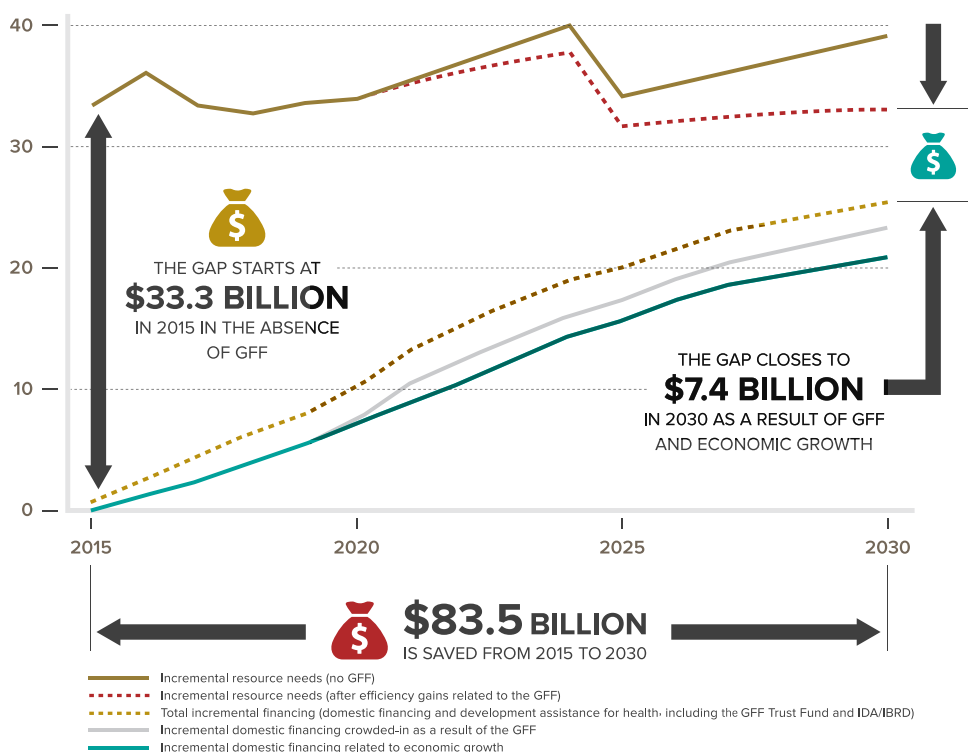 40
30
20
10
0
$
THE GAP STARTS AT
$33.3 BILLION
IN 2015 IN THE ABSENCE
OF GFF
$
THE GAP CLOSES TO
$7.4 BILLION
IN 2030 AS A RESULT OF GFF
AND ECONOMIC GROWTH
2015 2020 2025 2030
$
$83.5 BILLION
IS SAVED FROM 2015 TO 2030
Incremental resource needs (no GFF)
Incremental resource needs (after efficiency gains related to the GFF)
Total incremental financing (domestic financing and development assistance for health, including the GFF Trust Fund and IDA/IBRD)
Incremental domestic financing crowded-in as a result of the GFF
Incremental domestic financing related to economic growth